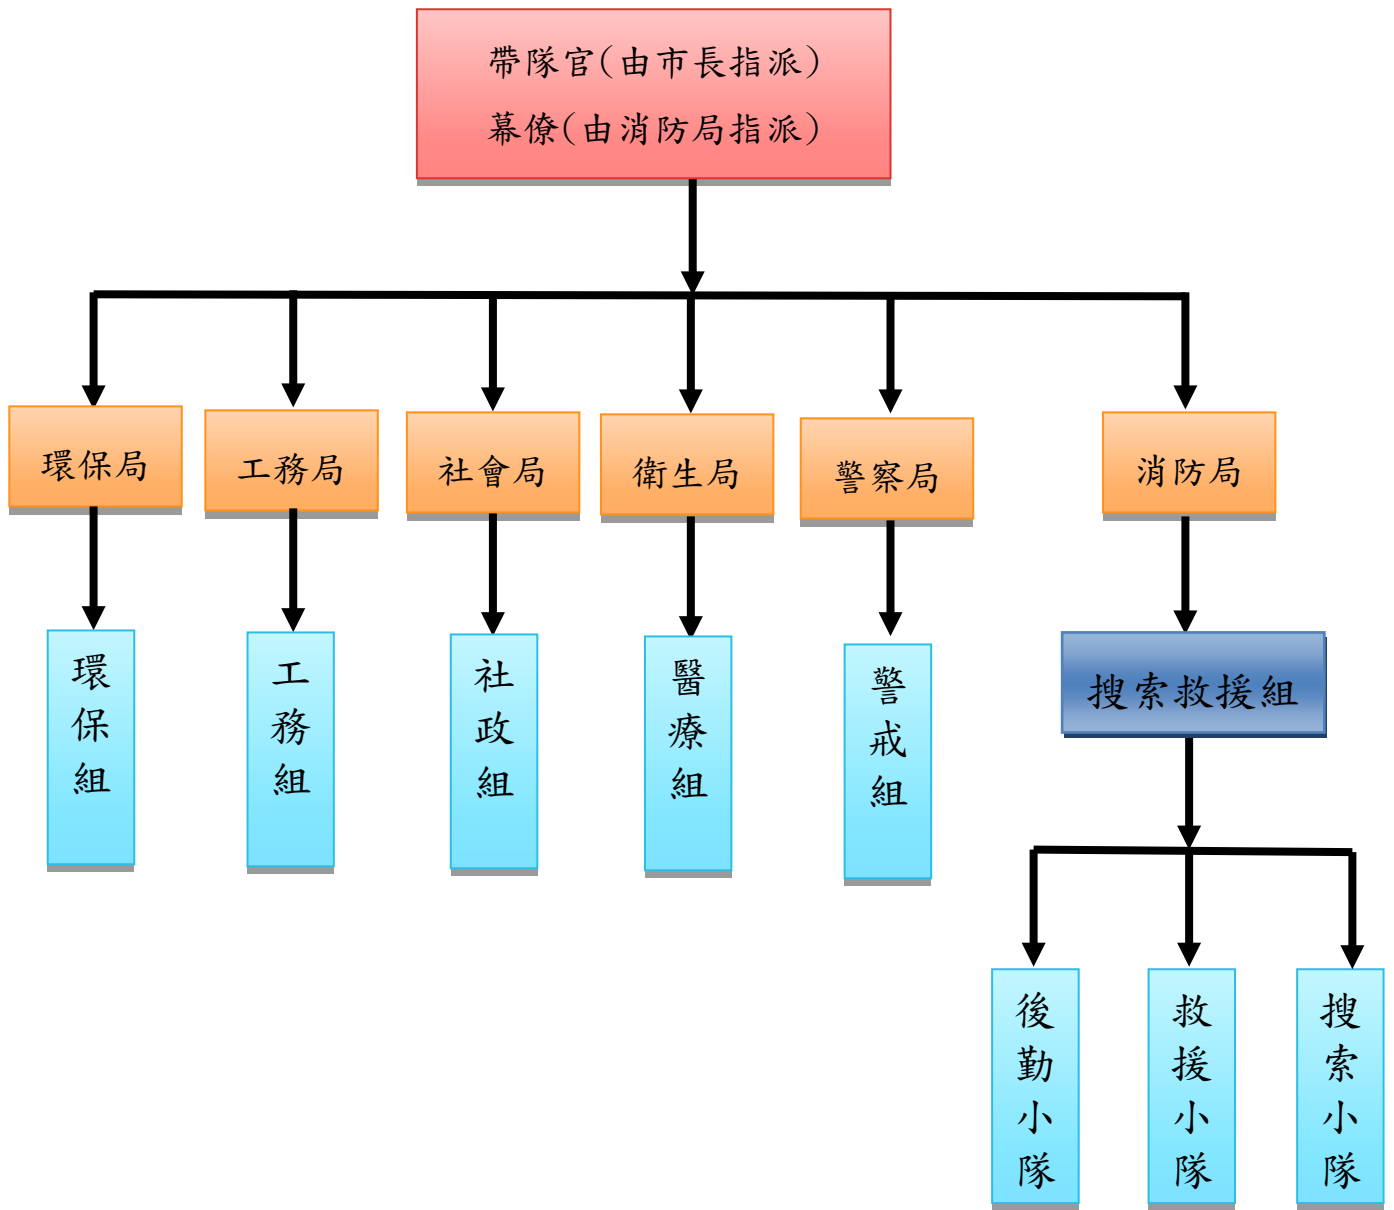 帶隊官(由市長指派)
幕僚(由消防局指派)
環保局
工務局
社會局
衛生局
警察局
消防局
環保組
工務組
社政組
醫療組
警戒組
搜索救援組
後勤小隊
救援小隊
搜索小隊